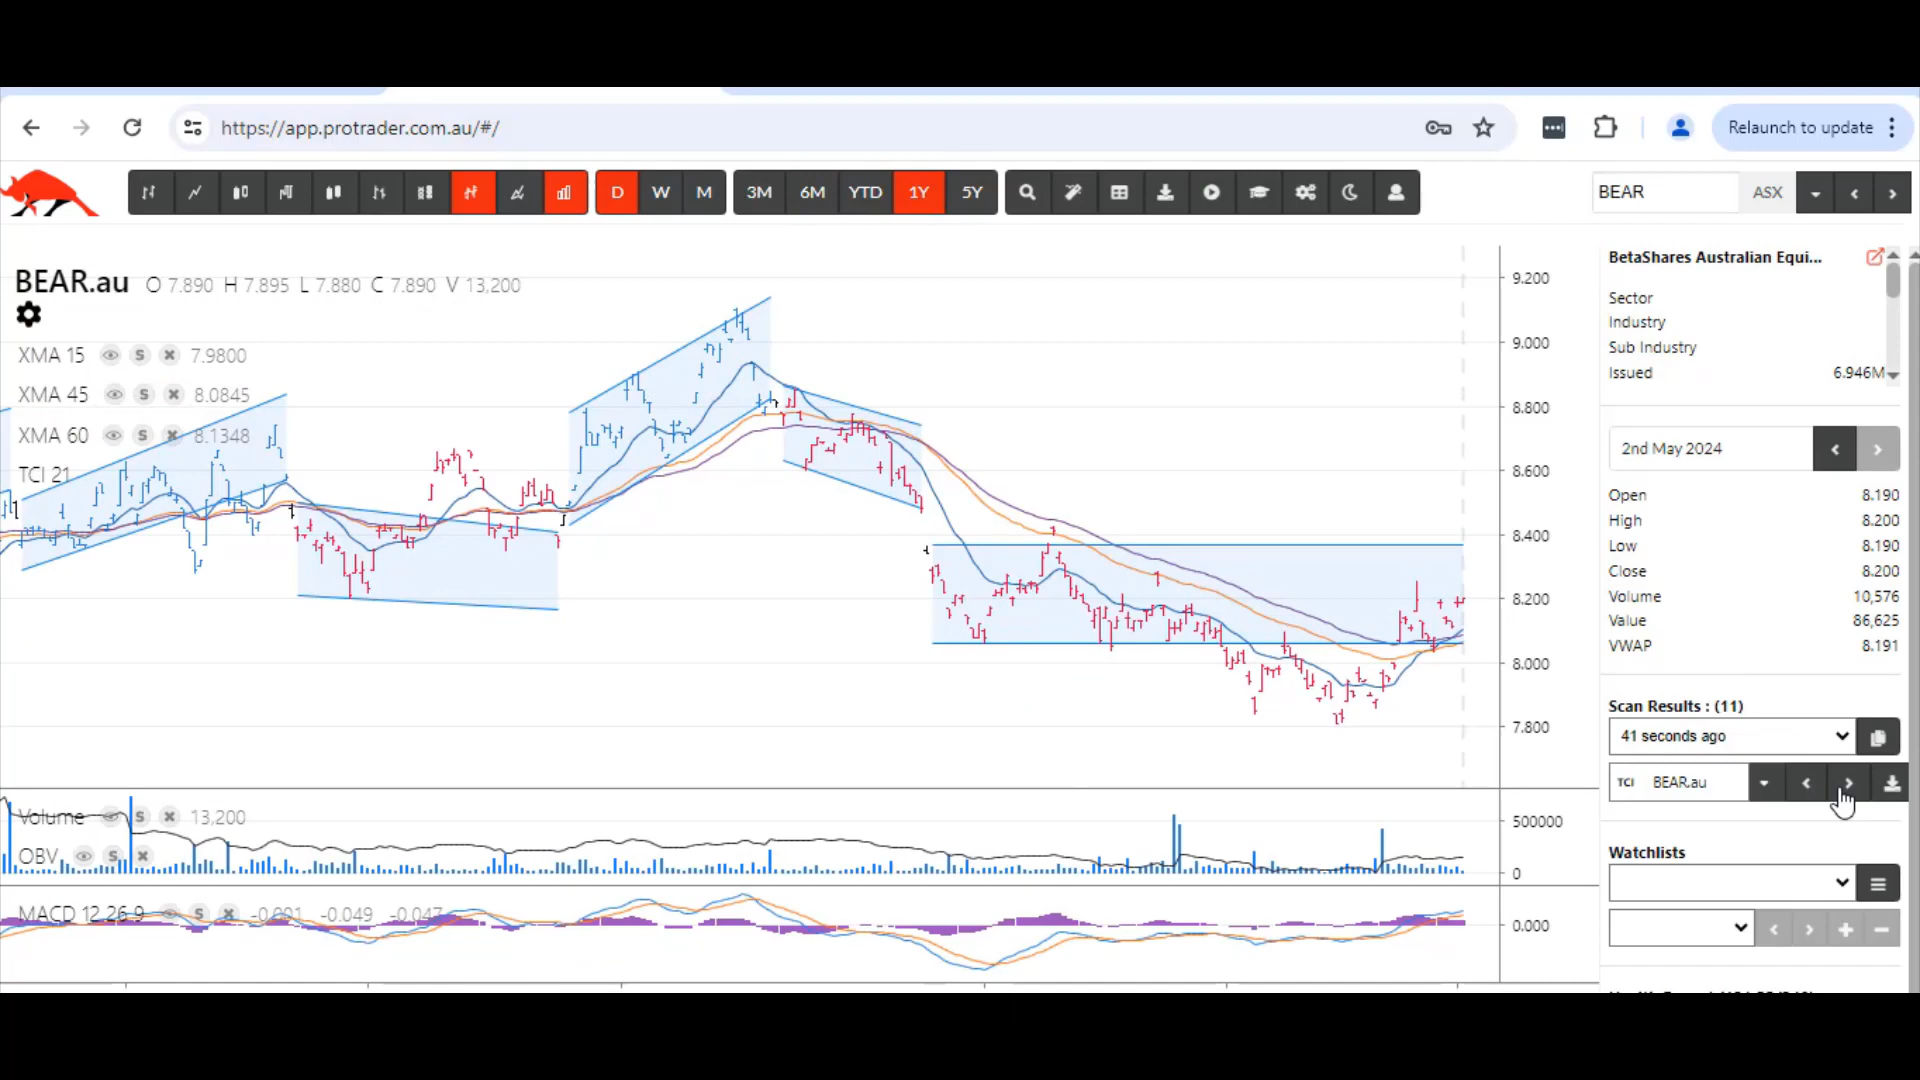 https://app.protrader.com.au/#/
Relaunch to update
D W M 3M 6M YTD 1Y 5Y
BEAR ASX
BEAR.au O 7.890 H 7.895 L 7.880 C 7.890 V 13,200
XMA 15 S 7.9800
XMA 45 S 8.0845
XMA 60 S 8.1348
TCI 21
9.200
9.000
8.800
8.600
8.400
8.200
8.000
7.800
Volume S 13,200
OBV S
500000
0
MACD 12 26 9 S -0.001 -0.049 -0.047
0.000
BetaShares Australian Equi...
Sector
Industry
Sub Industry
Issued 6.946M
2nd May 2024
Open 8.190
High 8.200
Low 8.190
Close 8.200
Volume 10,576
Value 86,625
VWAP 8.191
Scan Results : (11)
41 seconds ago
TCI BEAR.au
Watchlists